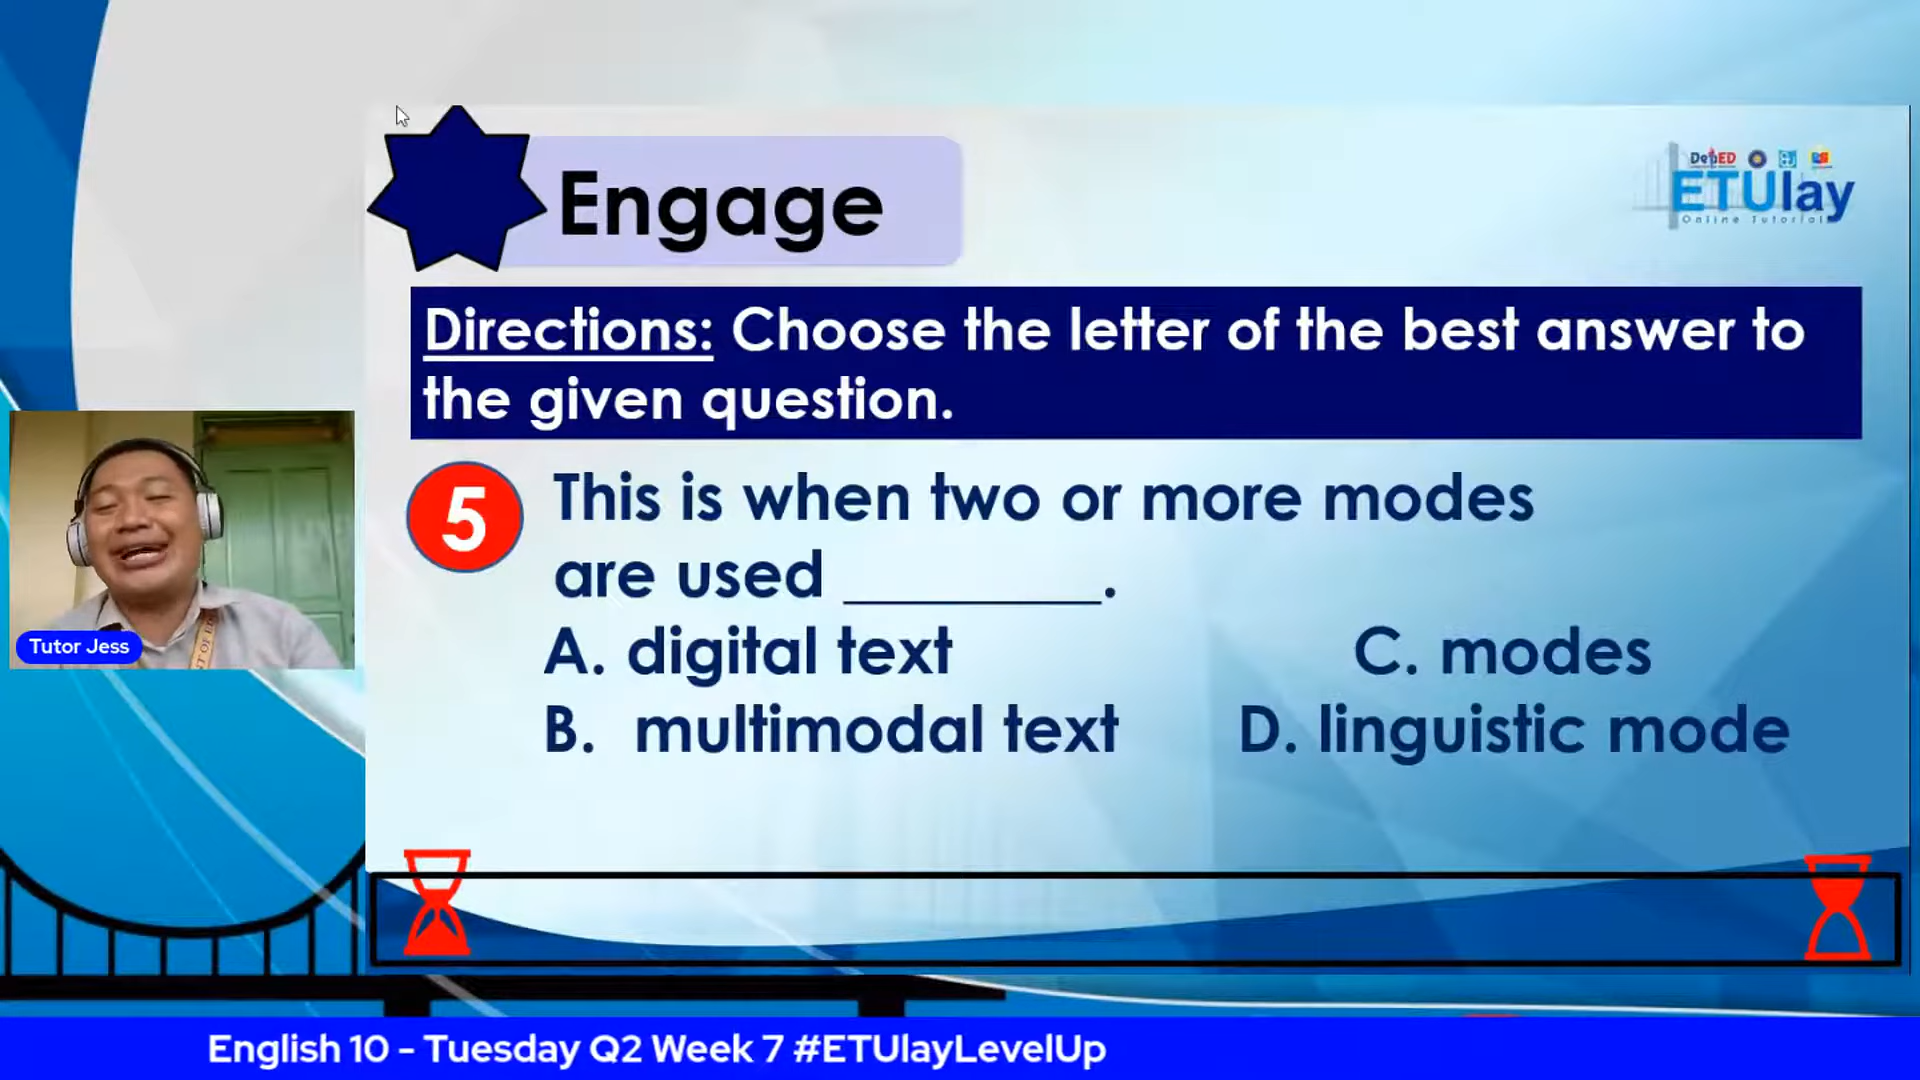 Engage
DepED
ETUlay
Online Tutorial
Directions: Choose the letter of the best answer to
the given question.
5
This is when two or more modes
are used ________.
A. digital text
C. modes
B. multimodal text
D. linguistic mode
Tutor Jess
English 10 - Tuesday Q2 Week 7 #ETUlayLevelUp